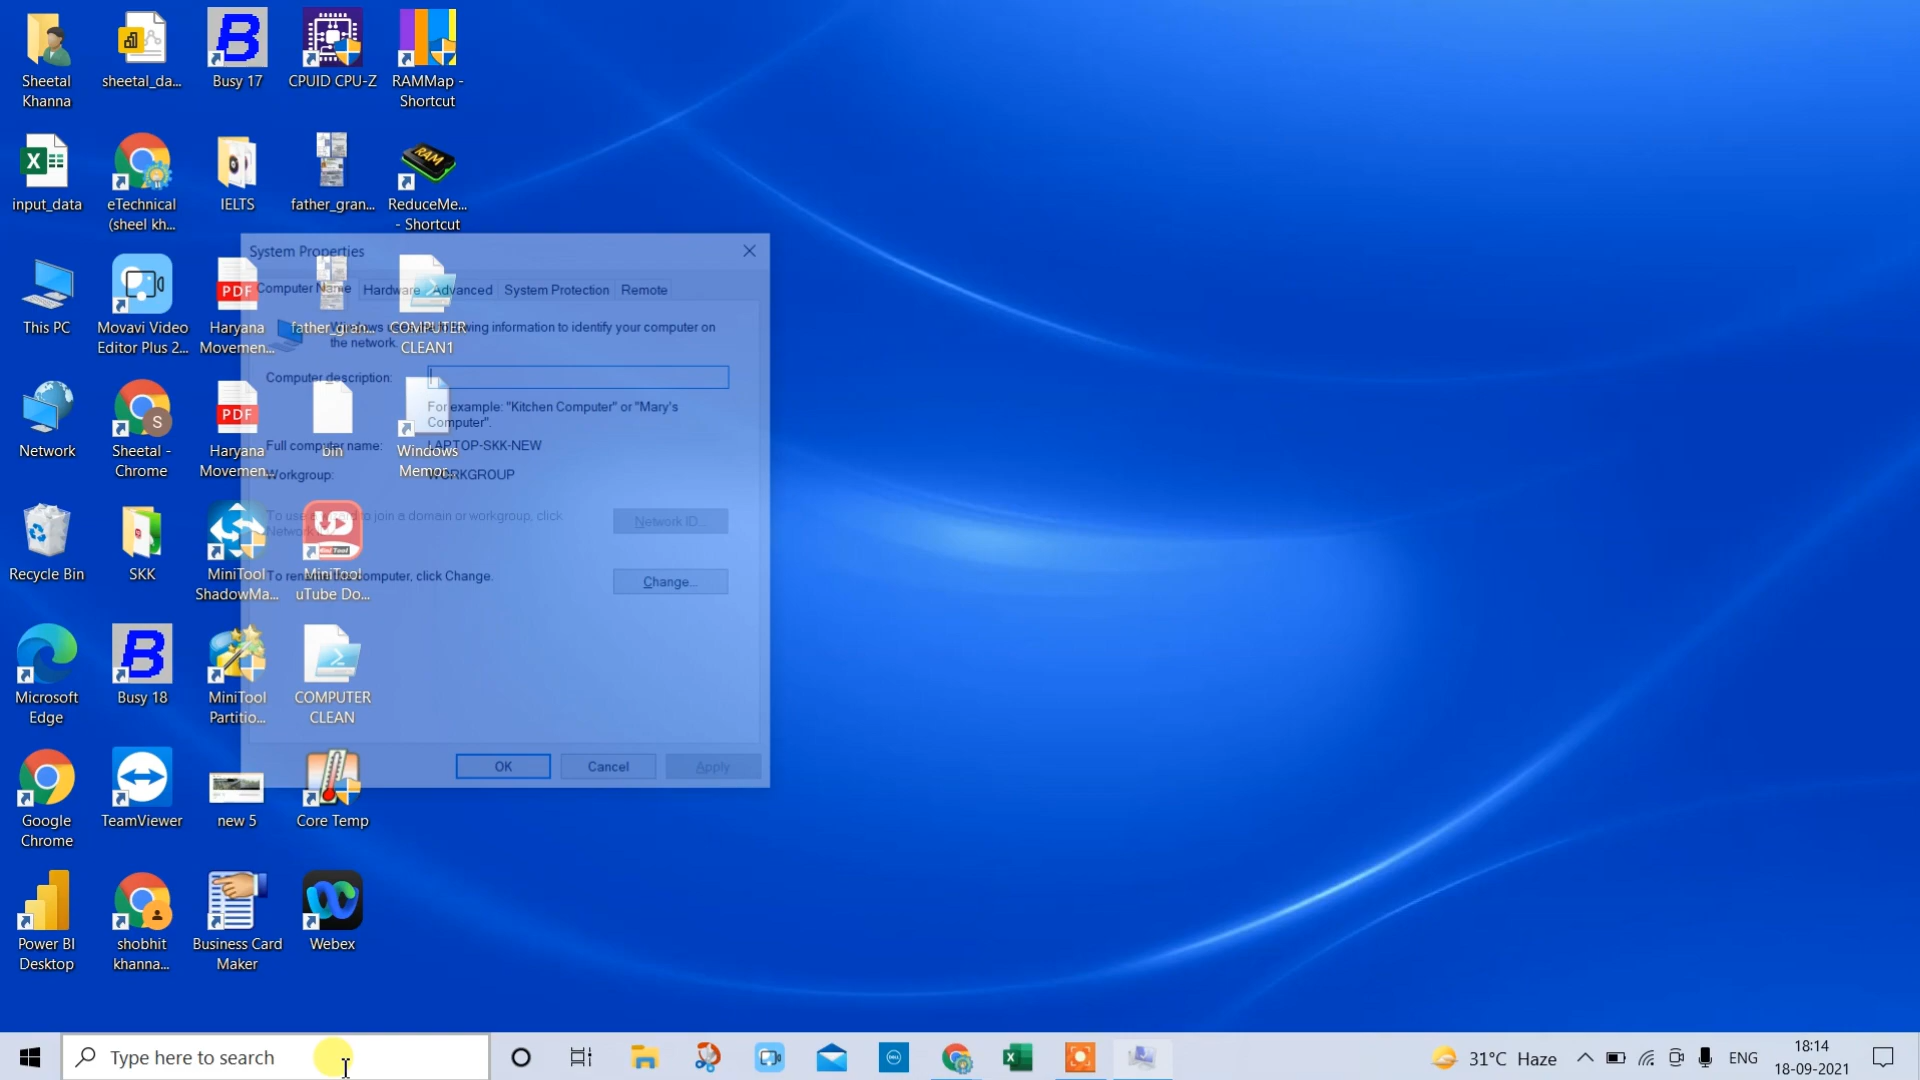 Sheetal
Khanna
sheetal_da...
Busy 17
CPUID CPU-Z
RAMMap -
Shortcut
input_data
eTechnical
(sheel kh...
IELTS
father_gran...
RAM
ReduceMe...
- Shortcut
This PC
Movavi Video
Editor Plus 2...
PDF
Haryana
Movemen...
father_gran...
COMPUTER
CLEAN1
Network
S
Sheetal -
Chrome
PDF
Haryana
Movemen...
bin
Windows
Memor...
Recycle Bin
SKK
MiniTool
ShadowMa...
MiniTool
uTube Do...
Microsoft
Edge
Busy 18
MiniTool
Partitio...
COMPUTER
CLEAN
Google
Chrome
TeamViewer
new 5
Core Temp
Power BI
Desktop
shobhit
khanna...
Business Card
Maker
Webex
System Properties
Computer Name
Hardware
Advanced
System Protection
Remote
Windows uses the following information to identify your computer on
the network.
Computer description:
For example: "Kitchen Computer" or "Mary's
Computer".
Full computer name:
LAPTOP-SKK-NEW
Workgroup:
WORKGROUP
To use a wizard to join a domain or workgroup, click
Network ID.
Network ID...
To rename this computer, click Change.
Change...
OK
Cancel
Apply
Type here to search
DELL
31°C Haze
ENG
18:14
18-09-2021